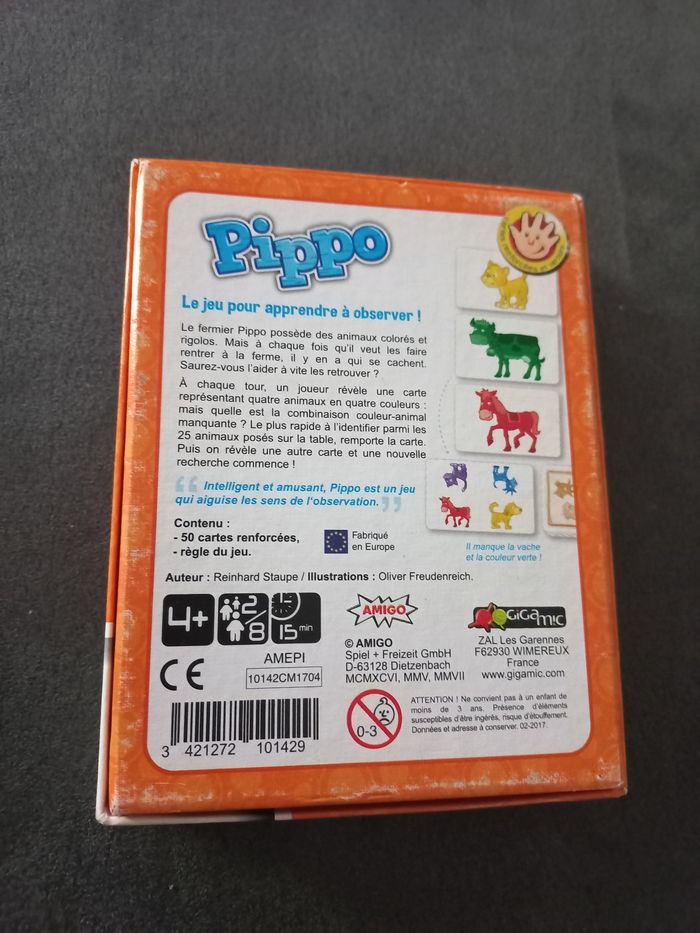 Pippo
Le jeu pour apprendre à observer !
Le fermier Pippo possède des animaux colorés et
rigolos. Mais à chaque fois qu'il veut les faire
rentrer à la ferme, il y en a qui se cachent.
Saurez-vous l'aider à vite les retrouver ?
À chaque tour, un joueur révèle une carte
représentant quatre animaux en quatre couleurs :
mais quelle est la combinaison couleur-animal
manquante ? Le plus rapide à l'identifier parmi les
25 animaux posés sur la table, remporte la carte.
Puis on révèle une autre carte et une nouvelle
recherche commence !
“ Intelligent et amusant, Pippo est un jeu
qui aiguise les sens de l'observation. ”
Contenu :
- 50 cartes renforcées,
- règle du jeu.
Fabriqué
en Europe
Il manque la vache
et la couleur verte !
Auteur : Reinhard Staupe / Illustrations : Oliver Freudenreich.
4+
2
8
15 min
AMEPI
10142CM1704
CE
3 421272 101429
AMIGO
© AMIGO
Spiel + Freizeit GmbH
D-63128 Dietzenbach
MCMXCVI, MMV, MMVII
GIGAMIC
ZAL Les Garennes
F62930 WIMEREUX
France
www.gigamic.com
0-3
ATTENTION ! Ne convient pas à un enfant de
moins de 3 ans. Présence d'éléments
susceptibles d'être ingérés, risque d'étouffement.
Données et adresse à conserver. 02-2017.